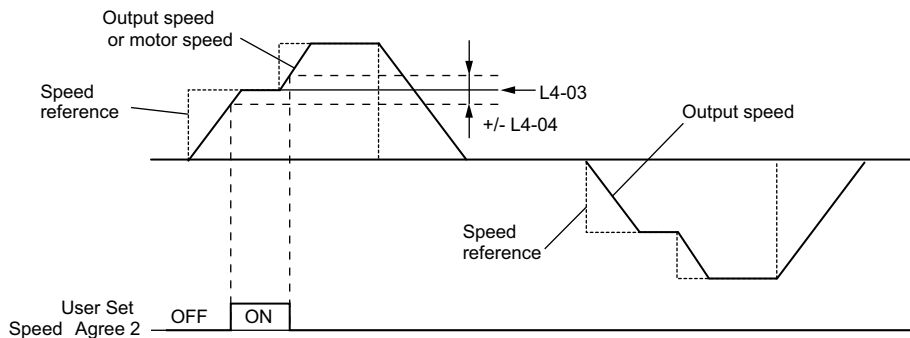 Output speed
or motor speed
Speed
reference
L4-03
+/- L4-04
Output speed
Speed
reference
User Set
Speed Agree 2
OFF
ON